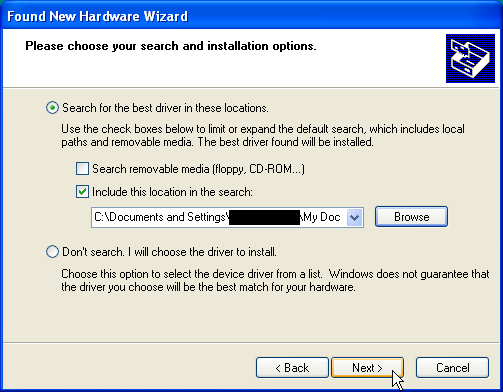 Found New Hardware Wizard
Please choose your search and installation options.
Search for the best driver in these locations.
Use the check boxes below to limit or expand the default search, which includes local
paths and removable media. The best driver found will be installed.
Search removable media (floppy, CD-ROM...)
Include this location in the search:
C:\Documents and Settings\ \My Doc
Browse
Don't search. I will choose the driver to install.
Choose this option to select the device driver from a list. Windows does not guarantee that
the driver you choose will be the best match for your hardware.
< Back
Next >
Cancel